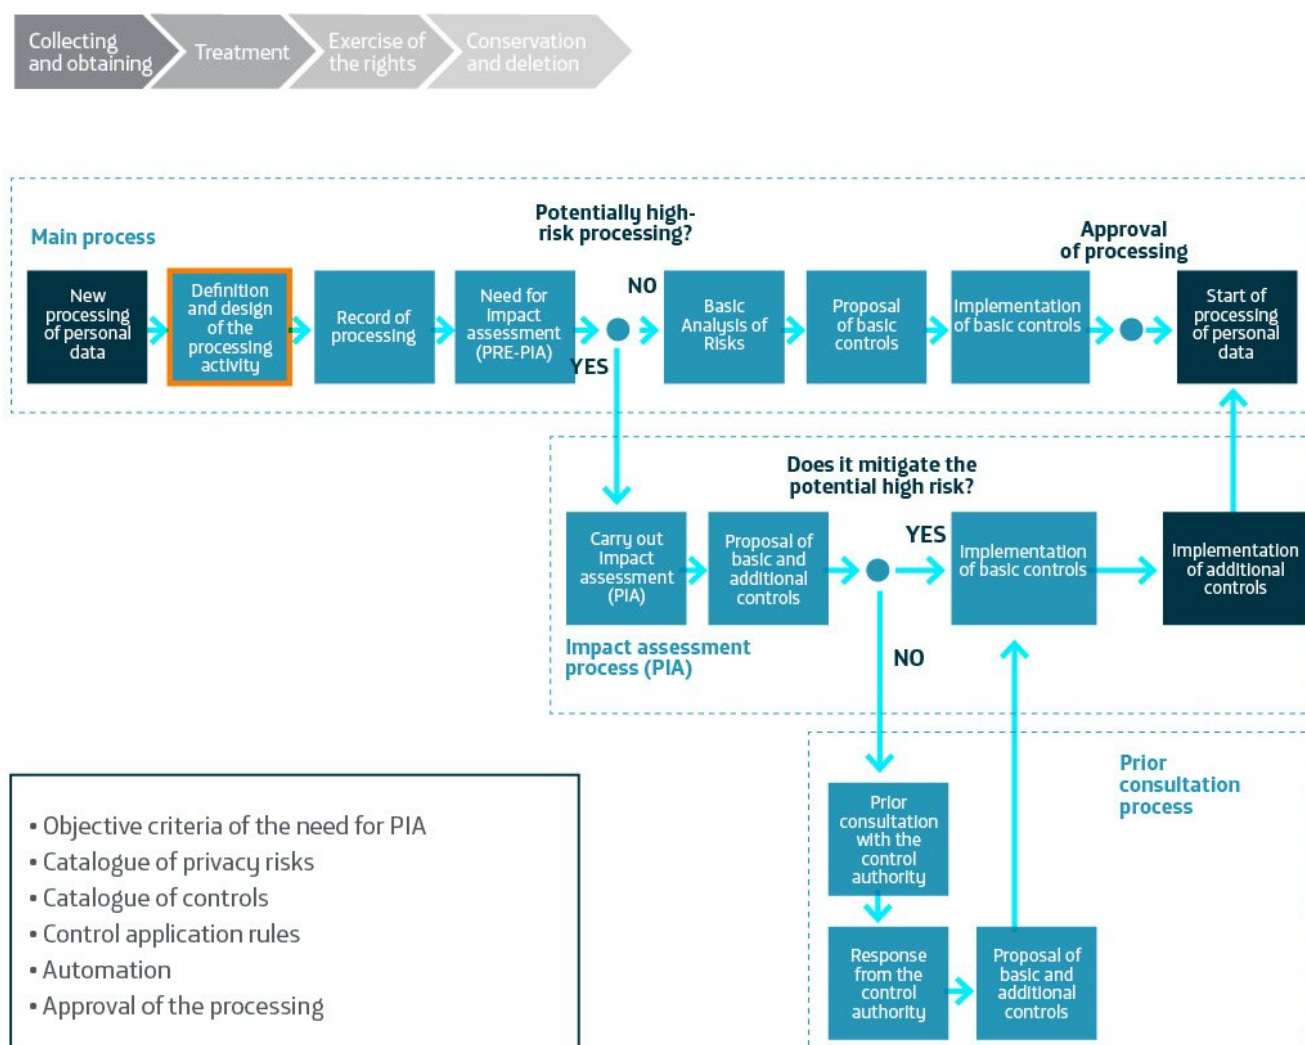 Collecting
and obtaining
Treatment
Exercise of
the rights
Conservation
and deletion
Main process
Potentially high-
risk processing?
Approval
of processing
New
processing
of personal
data
Definition
and design
of the
processing
activity
Record of
processing
Need for
impact
assessment
(PRE-PIA)
NO
YES
Basic
Analysis of
Risks
Proposal
of basic
controls
Implementation
of basic controls
Start of
processing
of personal
data
Does it mitigate the
potential high risk?
Carry out
impact
assessment
(PIA)
Proposal of
basic and
additional
controls
YES
Implementation
of basic controls
Implementation
of additional
controls
Impact assessment
process (PIA)
NO
Prior
consultation
process
Prior
consultation
with the
control
authority
Response
from the
control
authority
Proposal of
basic and
additional
controls
• Objective criteria of the need for PIA
• Catalogue of privacy risks
• Catalogue of controls
• Control application rules
• Automation
• Approval of the processing